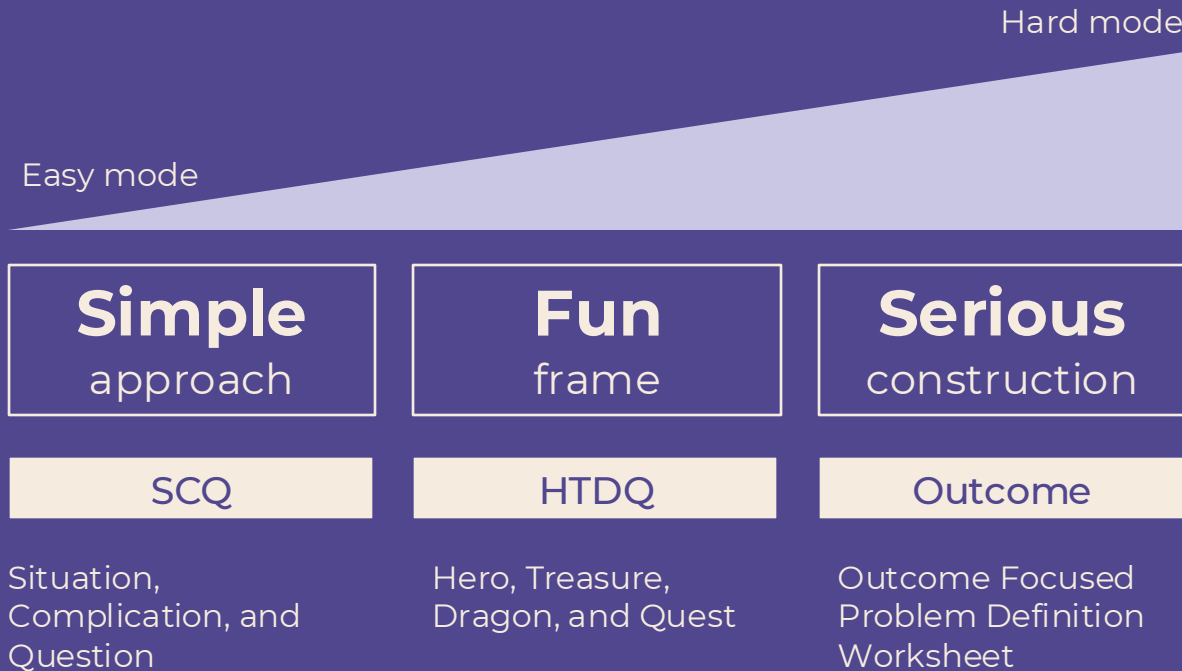 Hard mode
Easy mode
Simple
approach
Fun
frame
Serious
construction
SCQ
HTDQ
Outcome
Situation,
Complication, and
Question
Hero, Treasure,
Dragon, and Quest
Outcome Focused
Problem Definition
Worksheet